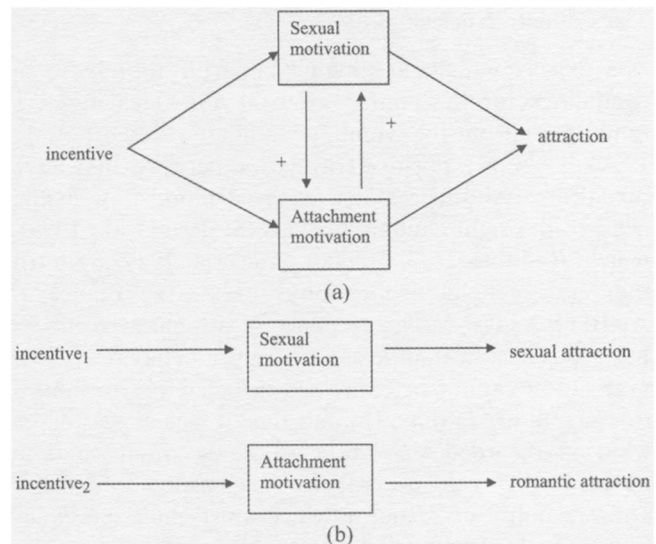 Sexual
motivation
+
+
incentive
attraction
Attachment
motivation
(a)
incentive1
Sexual
motivation
sexual attraction
incentive2
Attachment
motivation
romantic attraction
(b)